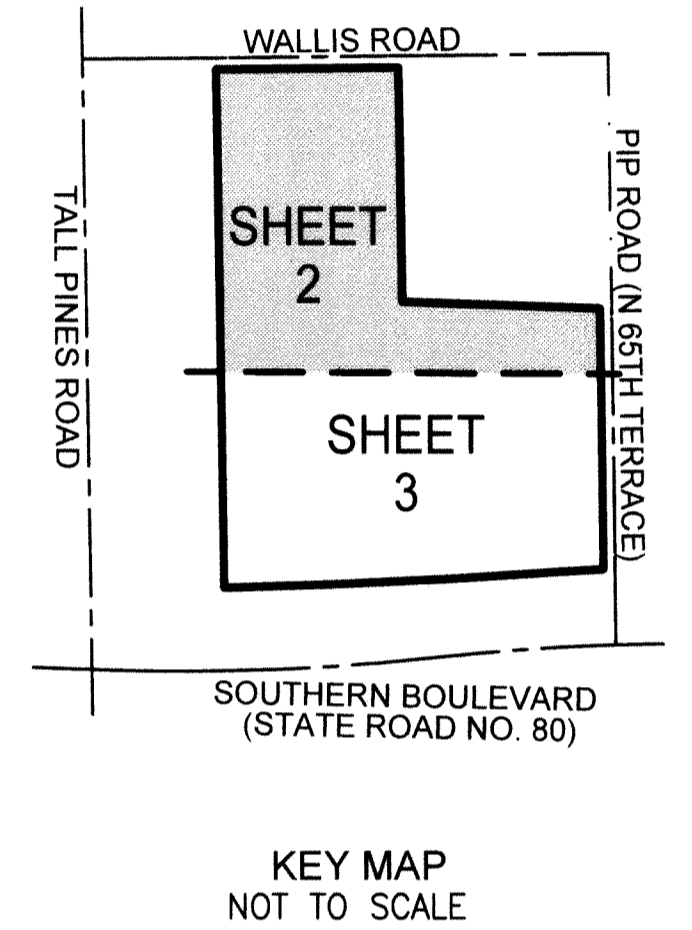 WALLIS ROAD
TALL PINES ROAD
PIP ROAD (N 65TH TERRACE)
SHEET
2
SHEET
3
SOUTHERN BOULEVARD
(STATE ROAD NO. 80)
KEY MAP
NOT TO SCALE